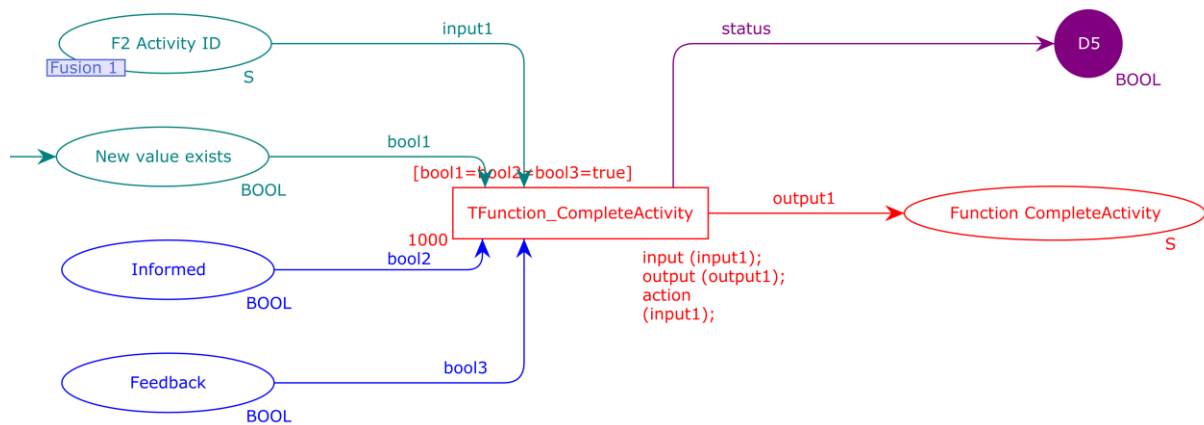 F2 Activity ID
Fusion 1
S
input1
status
D5
BOOL
New value exists
BOOL
bool1
[bool1=bool2=bool3=true]
TFunction_CompleteActivity
1000
output1
Function CompleteActivity
S
input (input1);
output (output1);
action
(input1);
Informed
BOOL
bool2
Feedback
BOOL
bool3